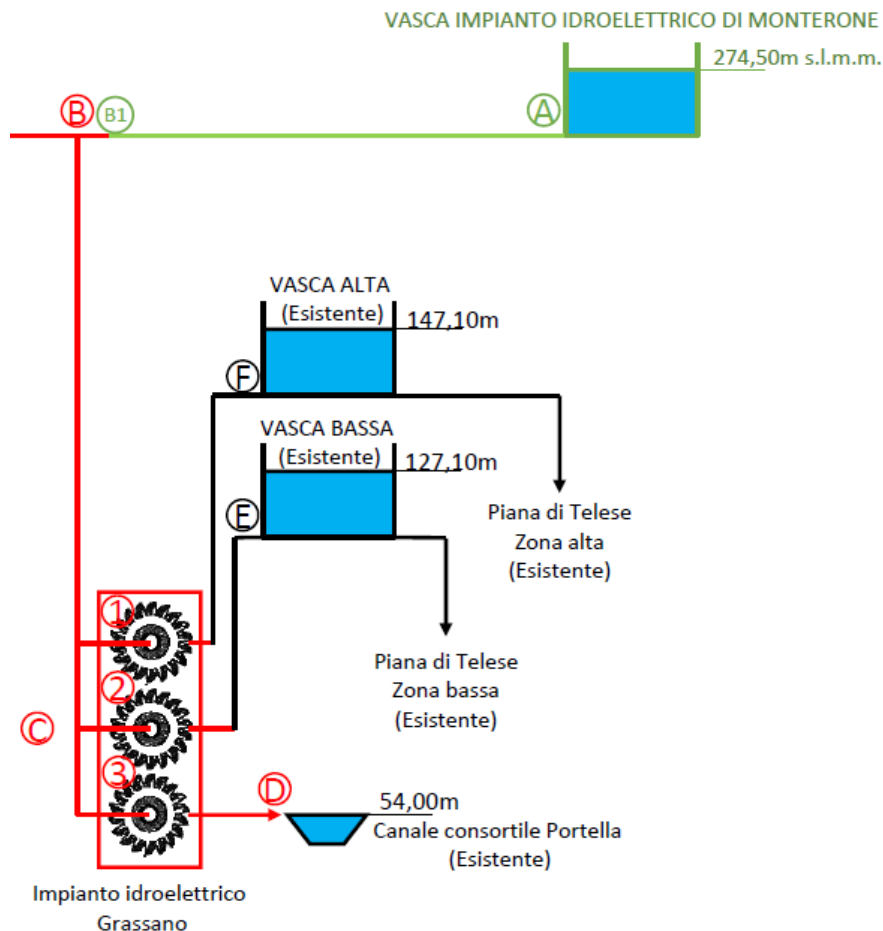 VASCA IMPIANTO IDROELETTRICO DI MONTERONE
274,50m s.l.m.m.
B
B1
A
VASCA ALTA
(Esistente)
147,10m
F
VASCA BASSA
(Esistente)
127,10m
E
Piana di Telese
Zona alta
(Esistente)
1
Piana di Telese
Zona bassa
(Esistente)
2
C
3
D
54,00m
Canale consortile Portella
(Esistente)
Impianto idroelettrico
Grassano